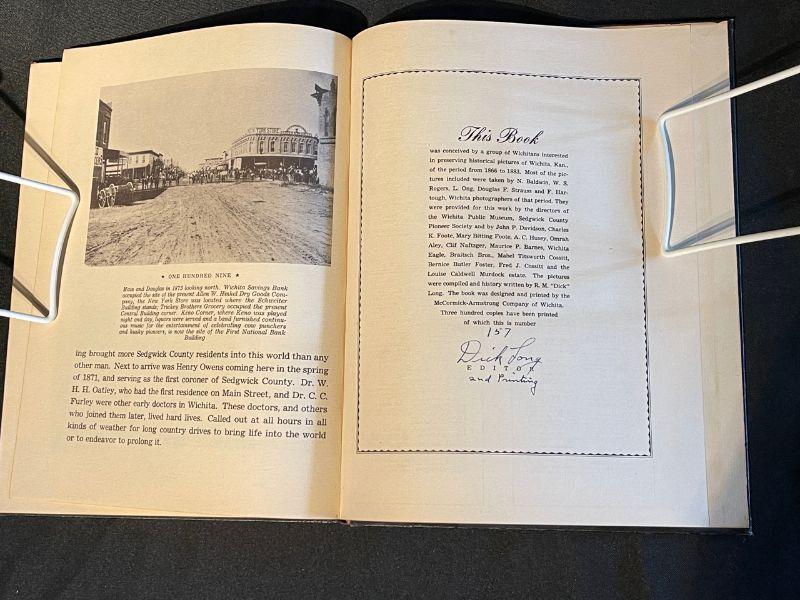 ★ ONE HUNDRED NINE ★
Main and Douglas in 1875 looking north. Wichita Savings Bank
occupied the site of the present Allen W. Hinkel Dry Goods Com-
pany, the New York Store was located where the Schweiter
Building stands; Trickey Brothers Grocery occupied the present
Central Building corner. Keno Corner, where Keno was played
night and day, liquors were served and a band furnished continu-
ous music for the entertainment of celebrating cow punchers
and husky pioneers, is now the site of the First National Bank
Building
ing brought more Sedgwick County residents into this world than any
other man. Next to arrive was Henry Owens coming here in the spring
of 1871, and serving as the first coroner of Sedgwick County. Dr. W.
H. H. Oatley, who had the first residence on Main Street, and Dr. C. C.
Furley were other early doctors in Wichita. These doctors, and others
who joined them later, lived hard lives. Called out at all hours in all
kinds of weather for long country drives to bring life into the world
or to endeavor to prolong it.
This Book
was conceived by a group of Wichitans interested
in preserving historical pictures of Wichita, Kan.,
of the period from 1866 to 1883. Most of the pic-
tures included were taken by N. Baldwin, W. S.
Rogers, L. Ong, Douglas F. Strauss and F. Har-
tough, Wichita photographers of that period. They
were provided for this work by the directors of
the Wichita Public Museum, Sedgwick County
Pioneer Society and by John P. Davidson, Charles
K. Foote, Mary Bitting Foote, A. C. Husey, Omrah
Aley, Clif Naftzger, Maurice P. Barnes, Wichita
Eagle, Braitsch Bros., Mabel Titsworth Cossitt,
Bernice Butler Foster, Fred J. Cossitt and the
Louise Caldwell Murdock estate. The pictures
were compiled and history written by R. M. "Dick"
Long. The book was designed and printed by the
McCormick-Armstrong Company of Wichita.
Three hundred copies have been printed
of which this is number
157
Dick Long
EDITOR
and Printing